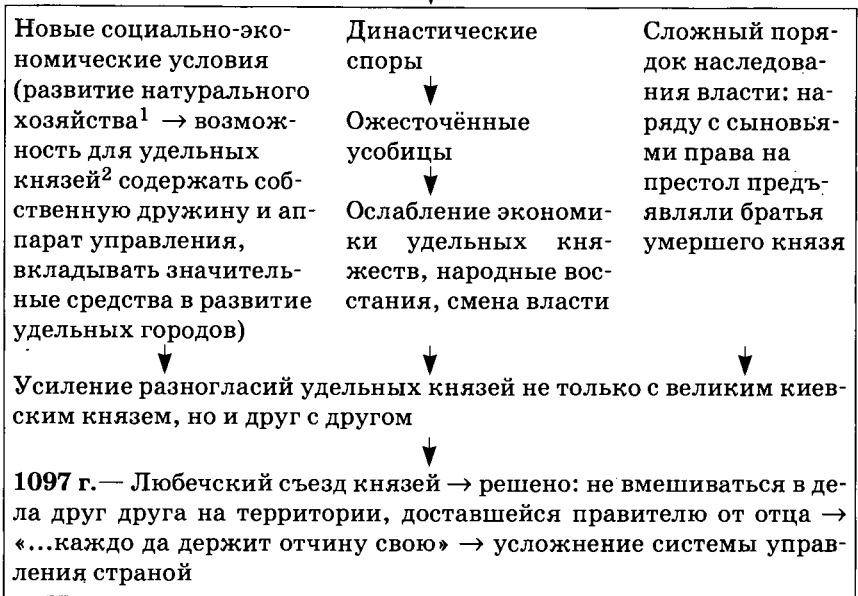 Новые социально-эко-
номические условия
(развитие натурального
хозяйства¹ → возмож-
ность для удельных
князей² содержать соб-
ственную дружину и ап-
парат управления,
вкладывать значитель-
ные средства в развитие
удельных городов)
Династические
споры
Ожесточённые
усобицы
Ослабление экономи-
ки удельных кня-
жеств, народные вос-
стания, смена власти
Сложный поря-
док наследова-
ния власти: на-
ряду с сыновья-
ми права на
престол предъ-
являли братья
умершего князя
Усиление разногласий удельных князей не только с великим киев-
ским князем, но и друг с другом
1097 г.— Любечский съезд князей → решено: не вмешиваться в де-
ла друг друга на территории, доставшейся правителю от отца →
«...каждо да держит отчину свою» → усложнение системы управ-
ления страной